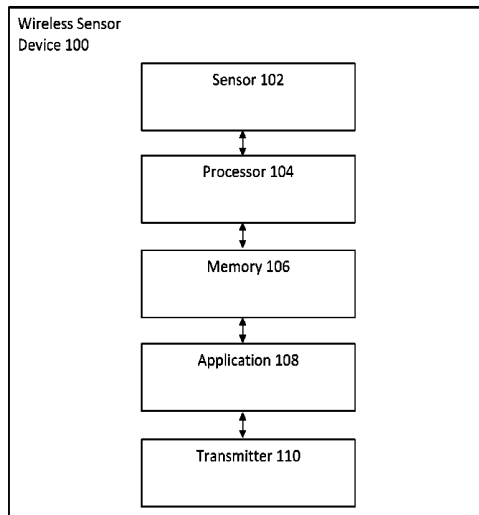 Wireless Sensor
Device 100
Sensor 102
Processor 104
Memory 106
Application 108
Transmitter 110